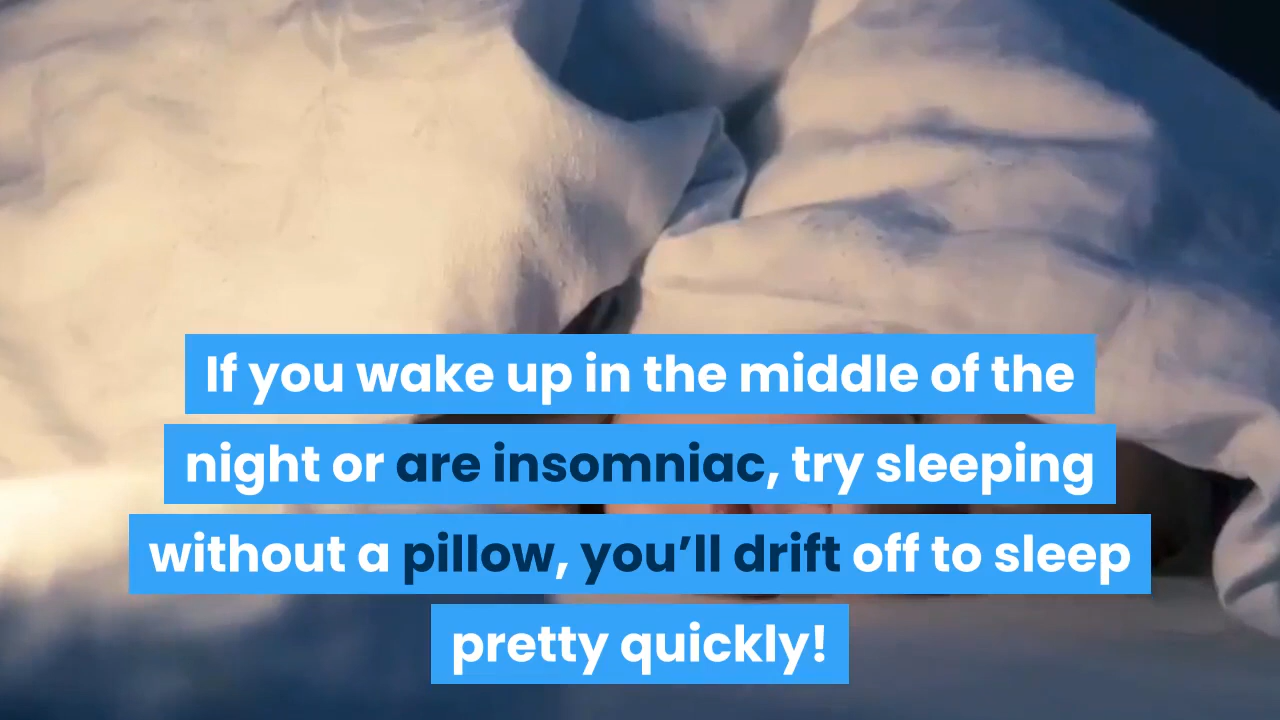 If you wake up in the middle of the
night or are insomniac, try sleeping
without a pillow, you’ll drift off to sleep
pretty quickly!